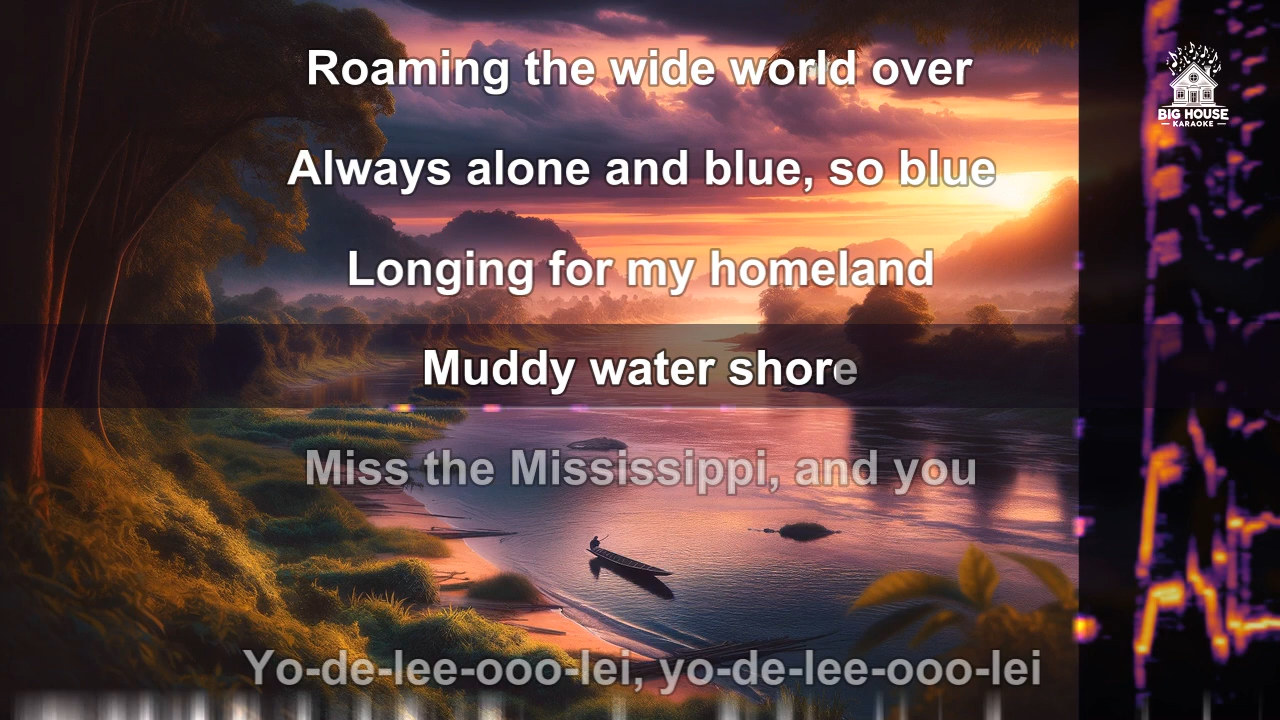 Roaming the wide world over
Always alone and blue, so blue
Longing for my homeland
Muddy water shore
Miss the Mississippi, and you
Yo-de-lee-ooo-lei, yo-de-lee-ooo-lei
BIG HOUSE
KARAOKE